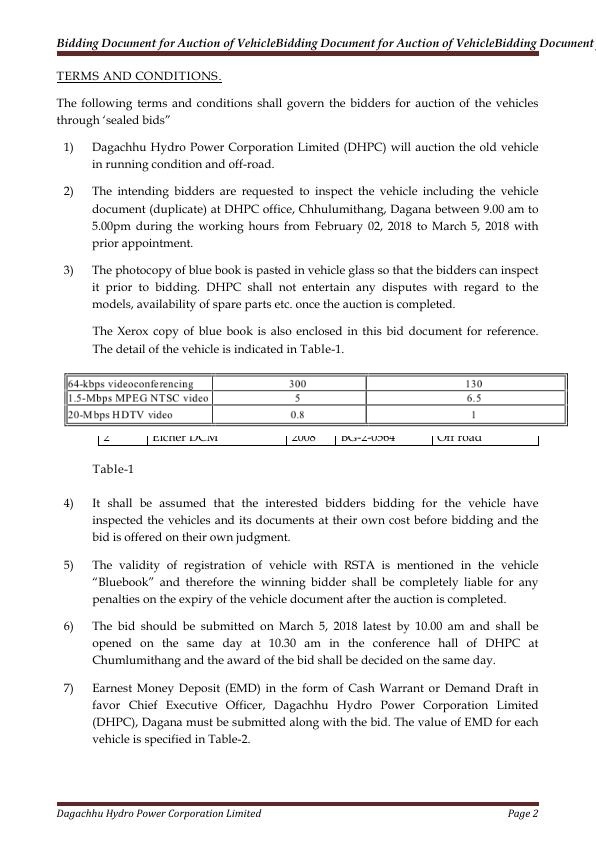 Bidding Document for Auction of VehicleBidding Document for Auction of VehicleBidding Document
TERMS AND CONDITIONS.
The following terms and conditions shall govern the bidders for auction of the vehicles
through ‘sealed bids”
1) Dagachhu Hydro Power Corporation Limited (DHPC) will auction the old vehicle
in running condition and off-road.
2) The intending bidders are requested to inspect the vehicle including the vehicle
document (duplicate) at DHPC office, Chhulumithang, Dagana between 9.00 am to
5.00pm during the working hours from February 02, 2018 to March 5, 2018 with
prior appointment.
3) The photocopy of blue book is pasted in vehicle glass so that the bidders can inspect
it prior to bidding. DHPC shall not entertain any disputes with regard to the
models, availability of spare parts etc. once the auction is completed.
The Xerox copy of blue book is also enclosed in this bid document for reference.
The detail of the vehicle is indicated in Table-1.
64-kbps videoconferencing 300 130
1.5-Mbps MPEG NTSC video 5 6.5
20-Mbps HDTV video 0.8 1
2 Eicher DCM 2008 BG-2-0364 Off road
Table-1
4) It shall be assumed that the interested bidders bidding for the vehicle have
inspected the vehicles and its documents at their own cost before bidding and the
bid is offered on their own judgment.
5) The validity of registration of vehicle with RSTA is mentioned in the vehicle
“Bluebook” and therefore the winning bidder shall be completely liable for any
penalties on the expiry of the vehicle document after the auction is completed.
6) The bid should be submitted on March 5, 2018 latest by 10.00 am and shall be
opened on the same day at 10.30 am in the conference hall of DHPC at
Chumlumithang and the award of the bid shall be decided on the same day.
7) Earnest Money Deposit (EMD) in the form of Cash Warrant or Demand Draft in
favor Chief Executive Officer, Dagachhu Hydro Power Corporation Limited
(DHPC), Dagana must be submitted along with the bid. The value of EMD for each
vehicle is specified in Table-2.
Dagachhu Hydro Power Corporation Limited Page 2